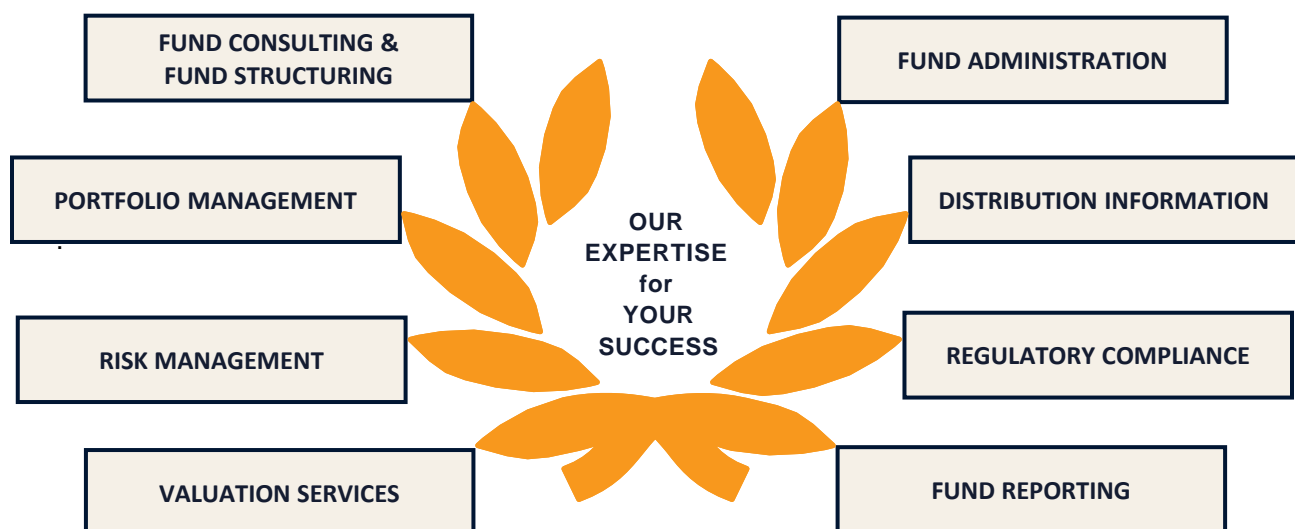 FUND CONSULTING &
FUND STRUCTURING
PORTFOLIO MANAGEMENT
.
RISK MANAGEMENT
VALUATION SERVICES
OUR
EXPERTISE
for
YOUR
SUCCESS
FUND ADMINISTRATION
DISTRIBUTION INFORMATION
REGULATORY COMPLIANCE
FUND REPORTING